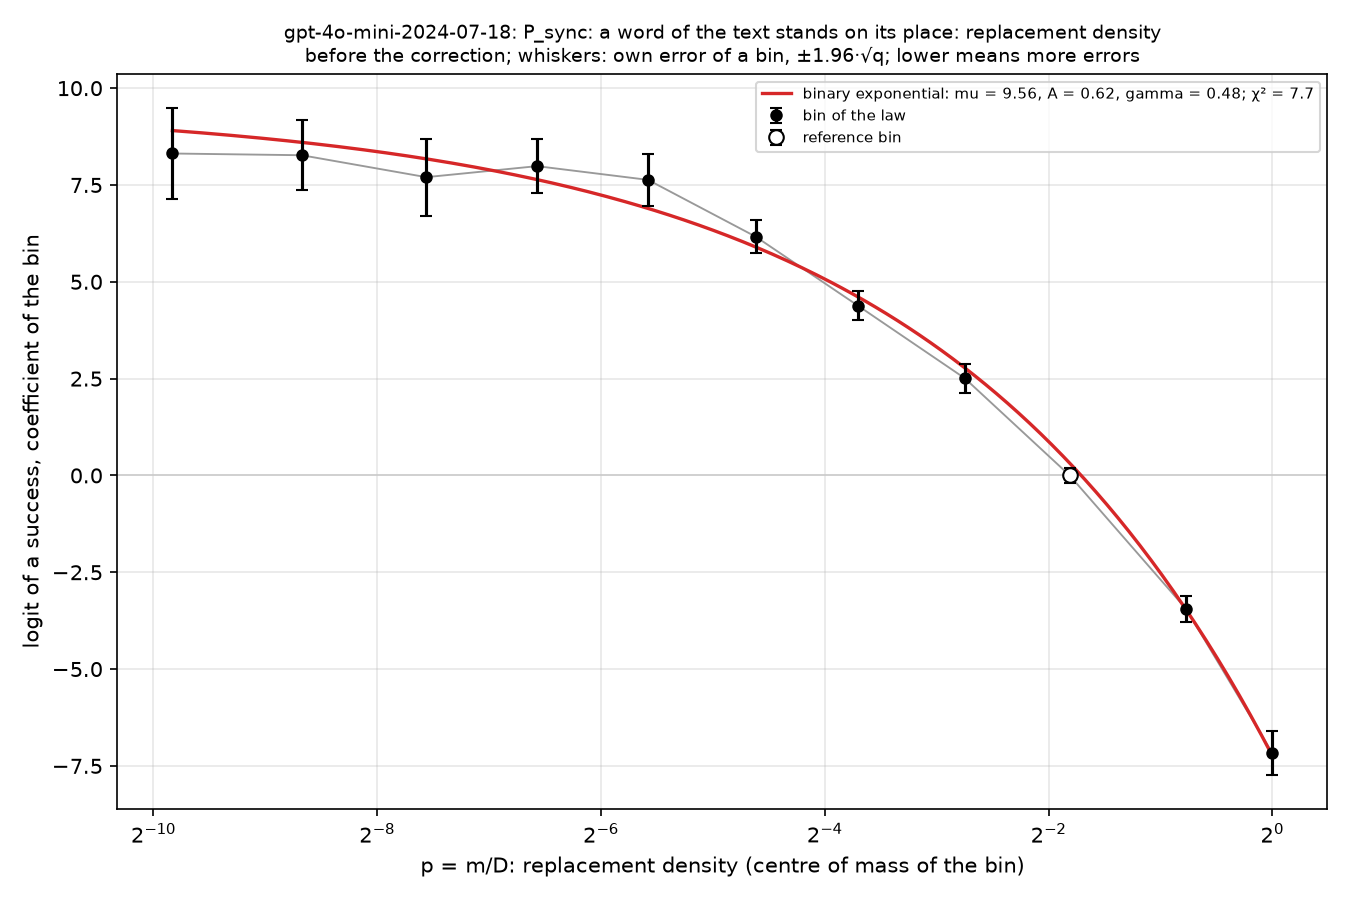 gpt-4o-mini-2024-07-18: P_sync: a word of the text stands on its place: replacement density
before the correction; whiskers: own error of a bin, ±1.96·√q; lower means more errors
binary exponential: mu = 9.56, A = 0.62, gamma = 0.48; χ² = 7.7
bin of the law
reference bin
logit of a success, coefficient of the bin
10.0
7.5
5.0
2.5
0.0
−2.5
−5.0
−7.5
2⁻¹⁰ 2⁻⁸ 2⁻⁶ 2⁻⁴ 2⁻² 2⁰
p = m/D: replacement density (centre of mass of the bin)